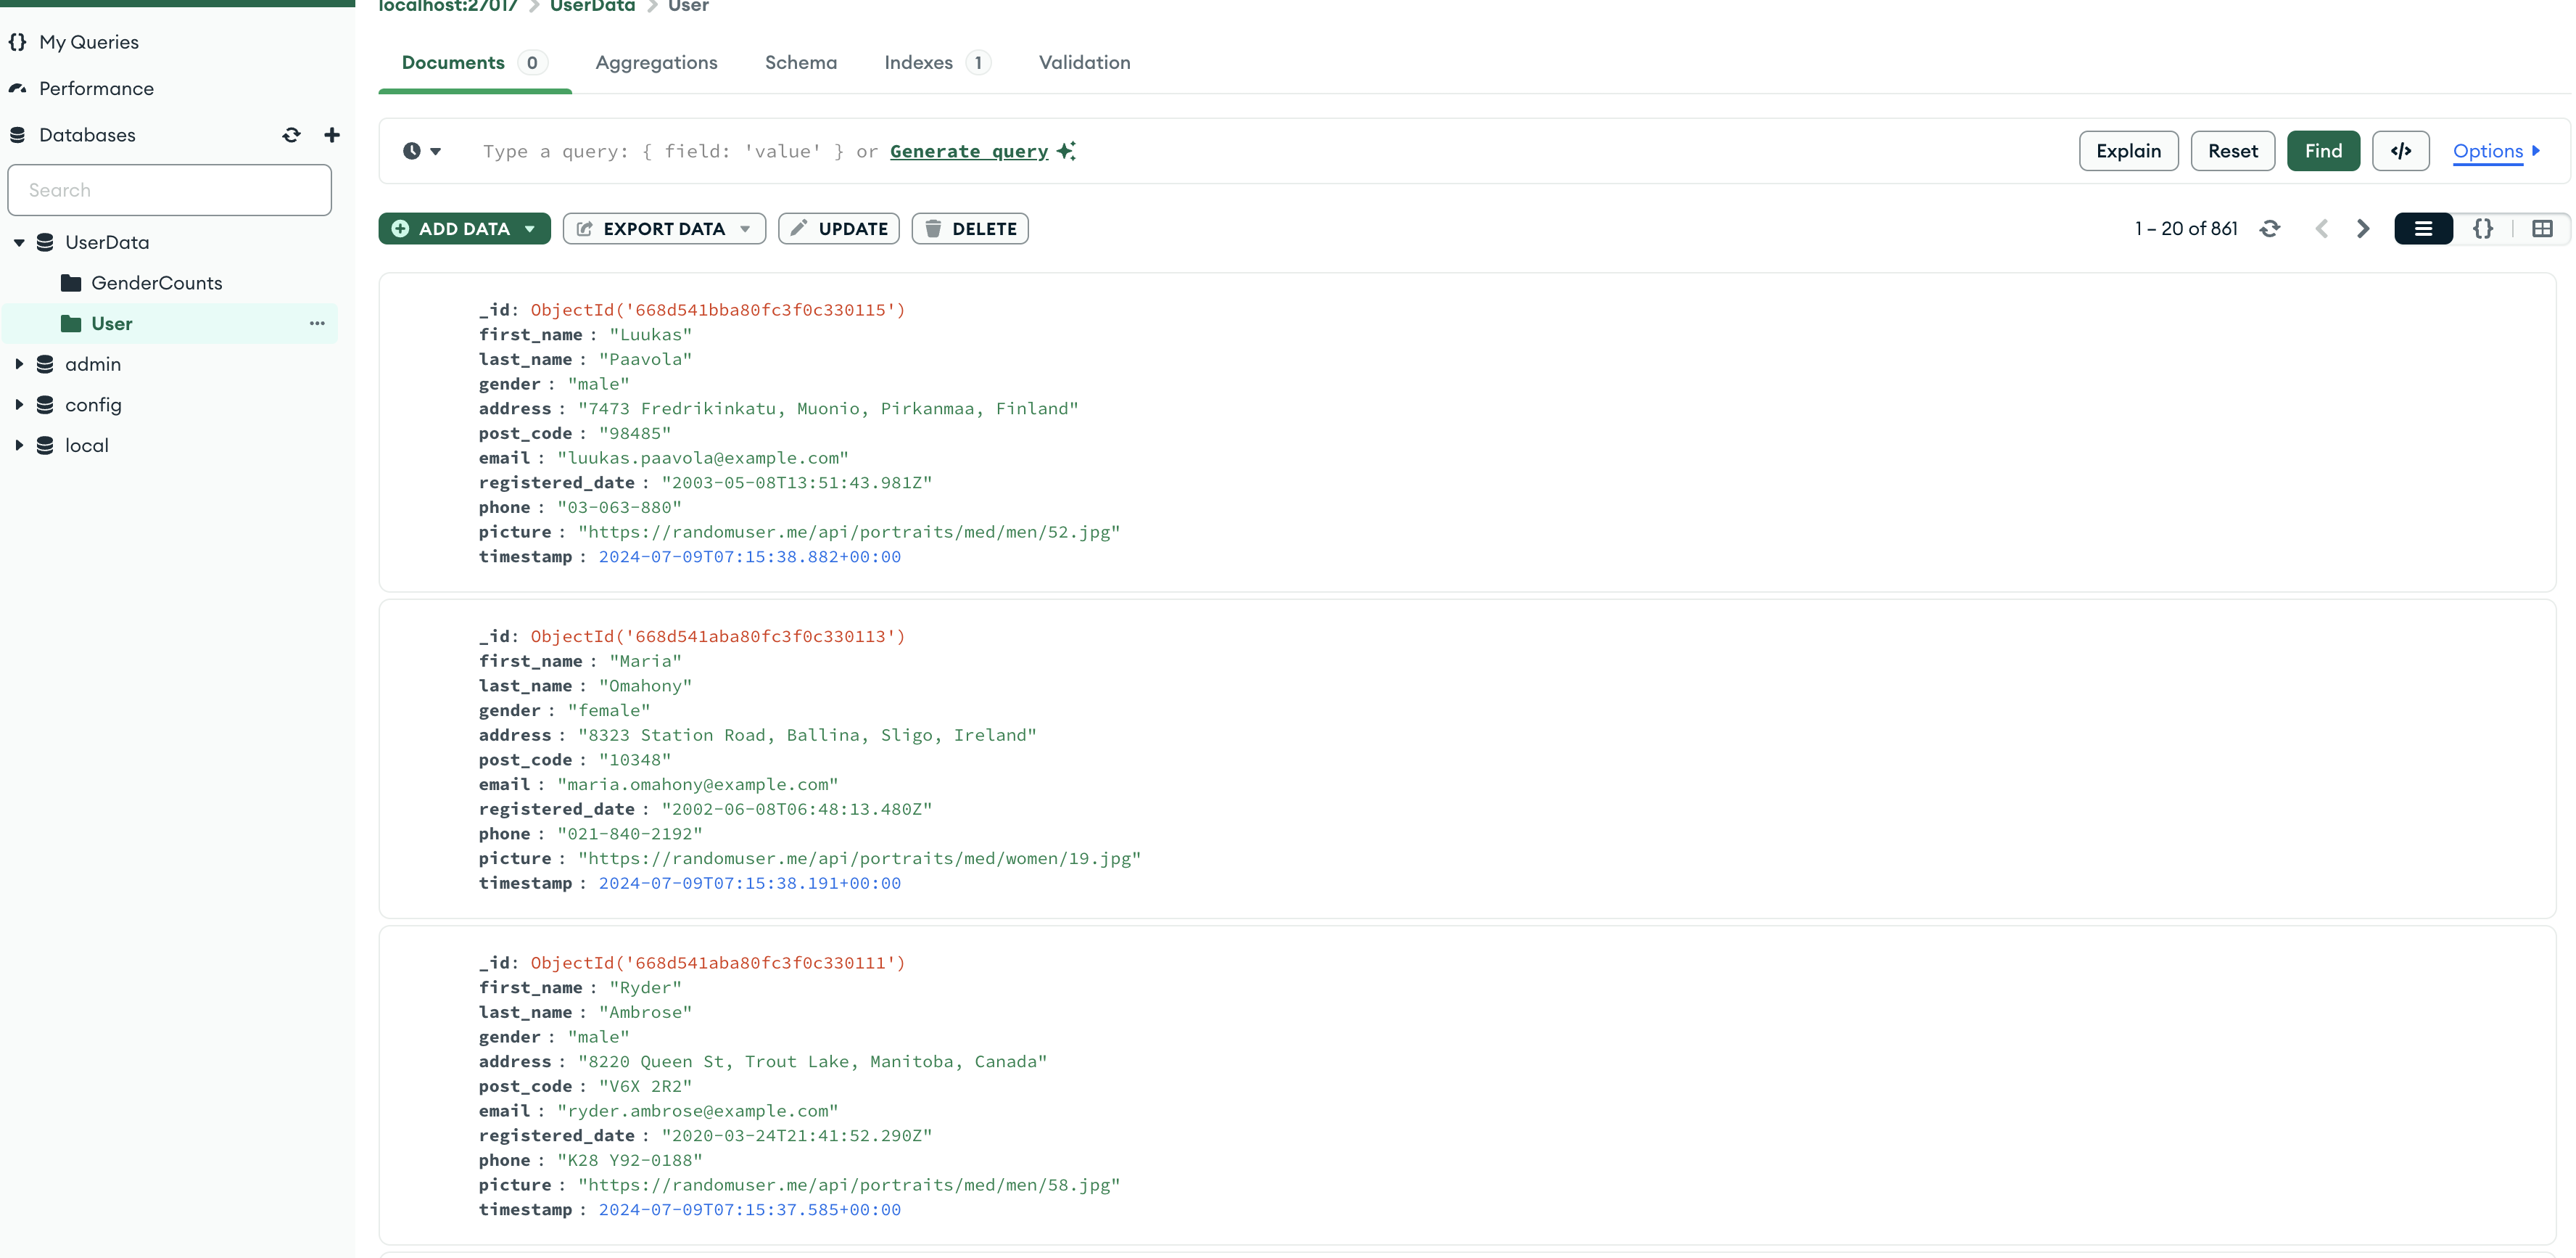 localhost:27017 > UserData > User
{} My Queries
Performance
Databases
Search
UserData
GenderCounts
User
admin
config
local
Documents 0 Aggregations Schema Indexes 1 Validation
Type a query: { field: 'value' } or Generate query
Explain Reset Find </> Options
ADD DATA EXPORT DATA UPDATE DELETE
1 – 20 of 861 {}
_id: ObjectId('668d541bba80fc3f0c330115')
first_name : "Luukas"
last_name : "Paavola"
gender : "male"
address : "7473 Fredrikinkatu, Muonio, Pirkanmaa, Finland"
post_code : "98485"
email : "luukas.paavola@example.com"
registered_date : "2003-05-08T13:51:43.981Z"
phone : "03-063-880"
picture : "https://randomuser.me/api/portraits/med/men/52.jpg"
timestamp : 2024-07-09T07:15:38.882+00:00
_id: ObjectId('668d541aba80fc3f0c330113')
first_name : "Maria"
last_name : "Omahony"
gender : "female"
address : "8323 Station Road, Ballina, Sligo, Ireland"
post_code : "10348"
email : "maria.omahony@example.com"
registered_date : "2002-06-08T06:48:13.480Z"
phone : "021-840-2192"
picture : "https://randomuser.me/api/portraits/med/women/19.jpg"
timestamp : 2024-07-09T07:15:38.191+00:00
_id: ObjectId('668d541aba80fc3f0c330111')
first_name : "Ryder"
last_name : "Ambrose"
gender : "male"
address : "8220 Queen St, Trout Lake, Manitoba, Canada"
post_code : "V6X 2R2"
email : "ryder.ambrose@example.com"
registered_date : "2020-03-24T21:41:52.290Z"
phone : "K28 Y92-0188"
picture : "https://randomuser.me/api/portraits/med/men/58.jpg"
timestamp : 2024-07-09T07:15:37.585+00:00